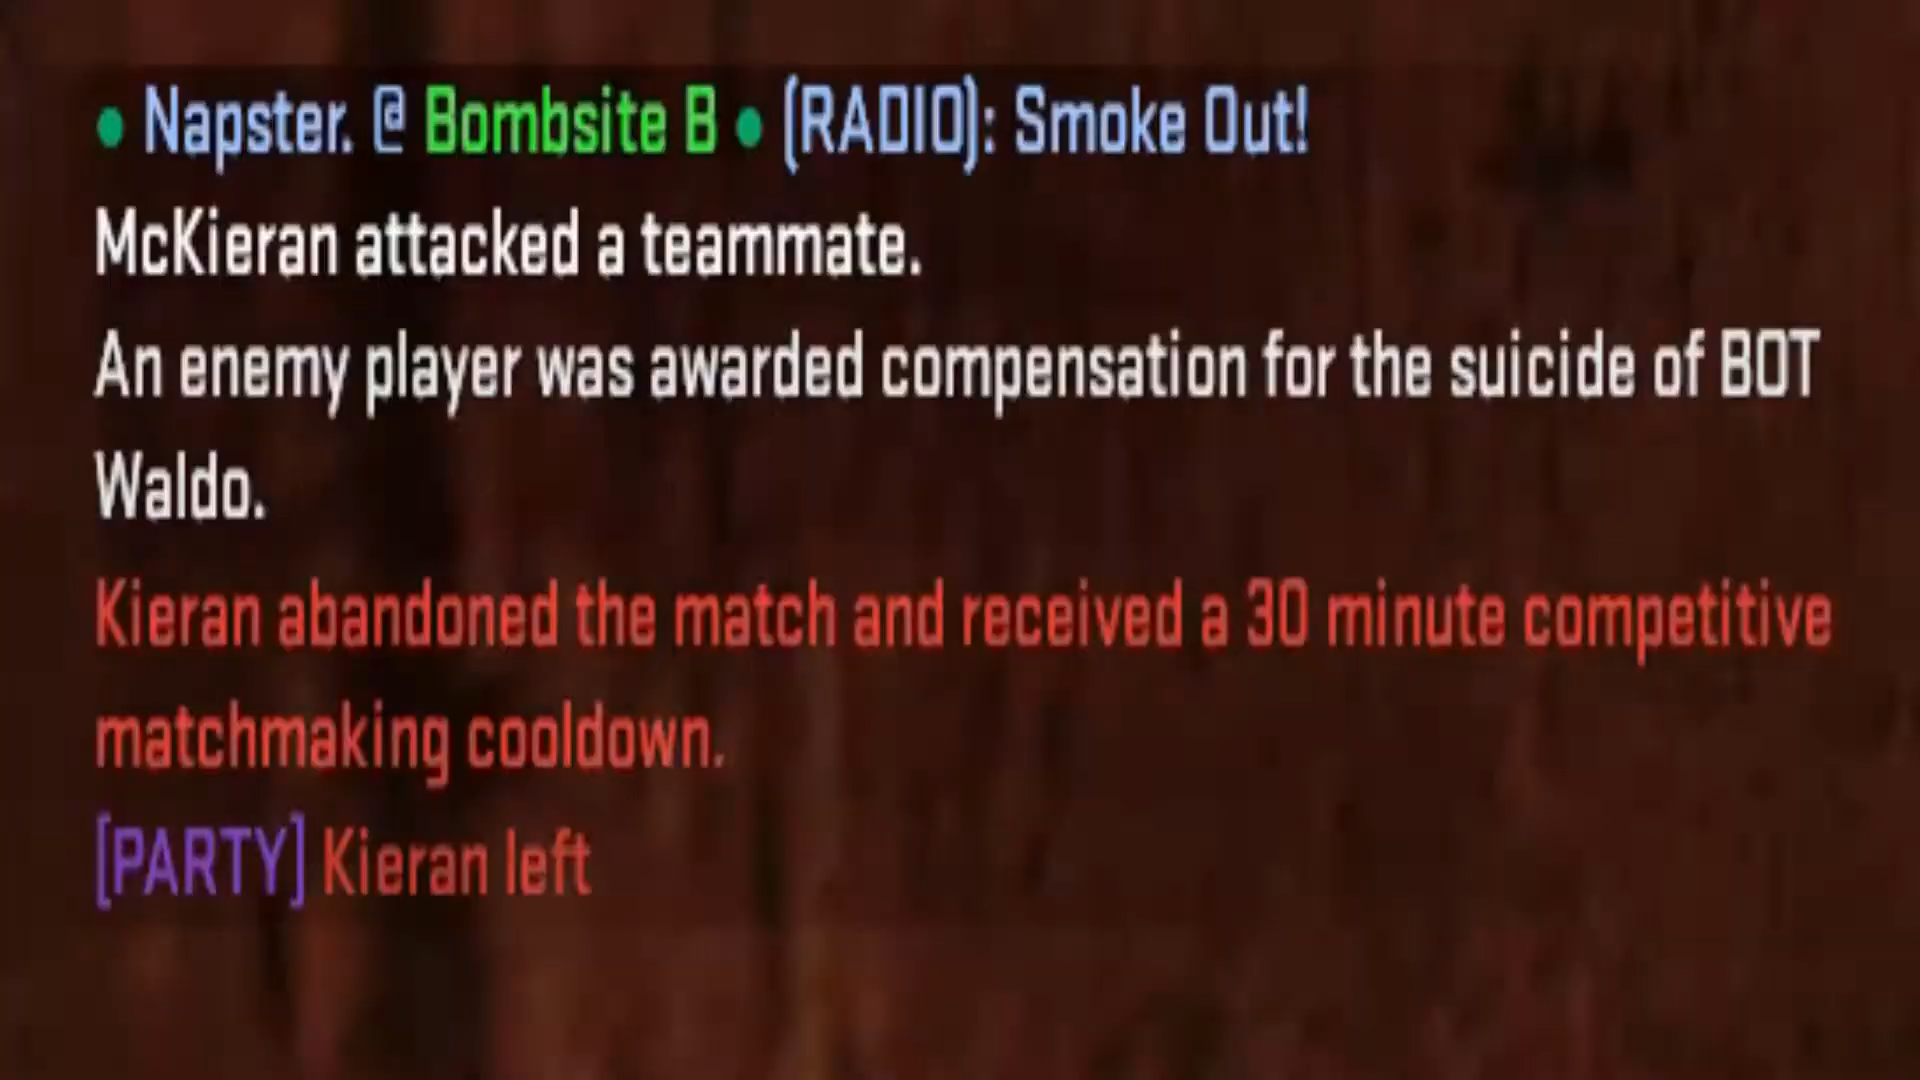 ● Napster. @ Bombsite B ● (RADIO): Smoke Out!
McKieran attacked a teammate.
An enemy player was awarded compensation for the suicide of BOT
Waldo.
Kieran abandoned the match and received a 30 minute competitive
matchmaking cooldown.
[PARTY] Kieran left